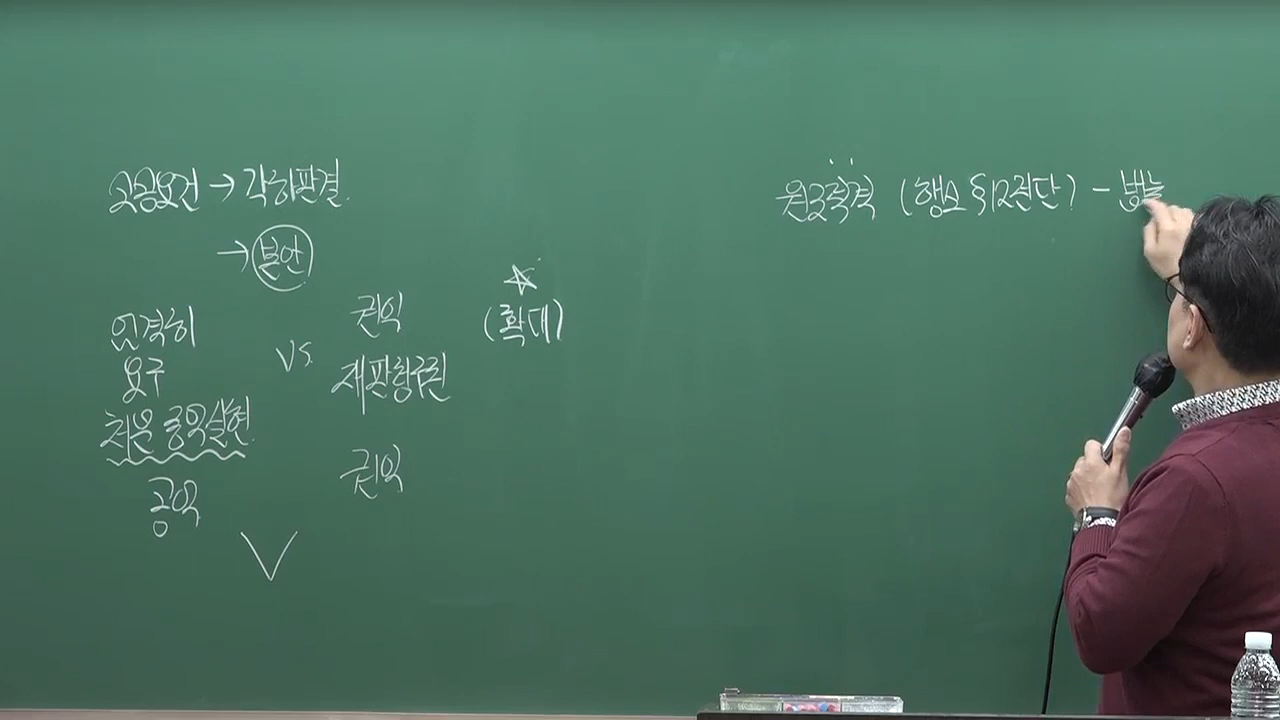 소송요건 → 각하판결.
→ 본안
엄격히
요구
처분 공익실현.
공익
VS.
권익
재판청구권
권익
(확대)
원고적격 (행소 §12전단) -